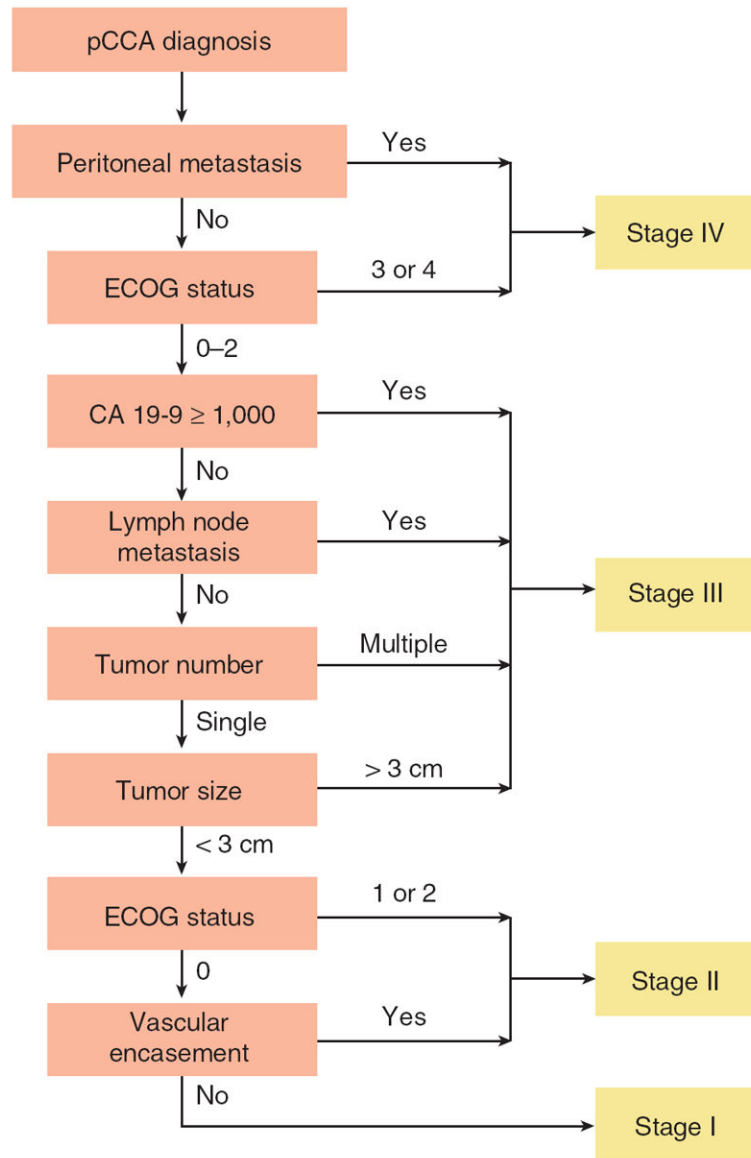 pCCA diagnosis
Peritoneal metastasis
Yes
No
Stage IV
ECOG status
3 or 4
0–2
CA 19-9 ≥ 1,000
Yes
No
Lymph node
metastasis
Yes
No
Stage III
Tumor number
Multiple
Single
Tumor size
> 3 cm
< 3 cm
ECOG status
1 or 2
0
Stage II
Vascular
encasement
Yes
No
Stage I